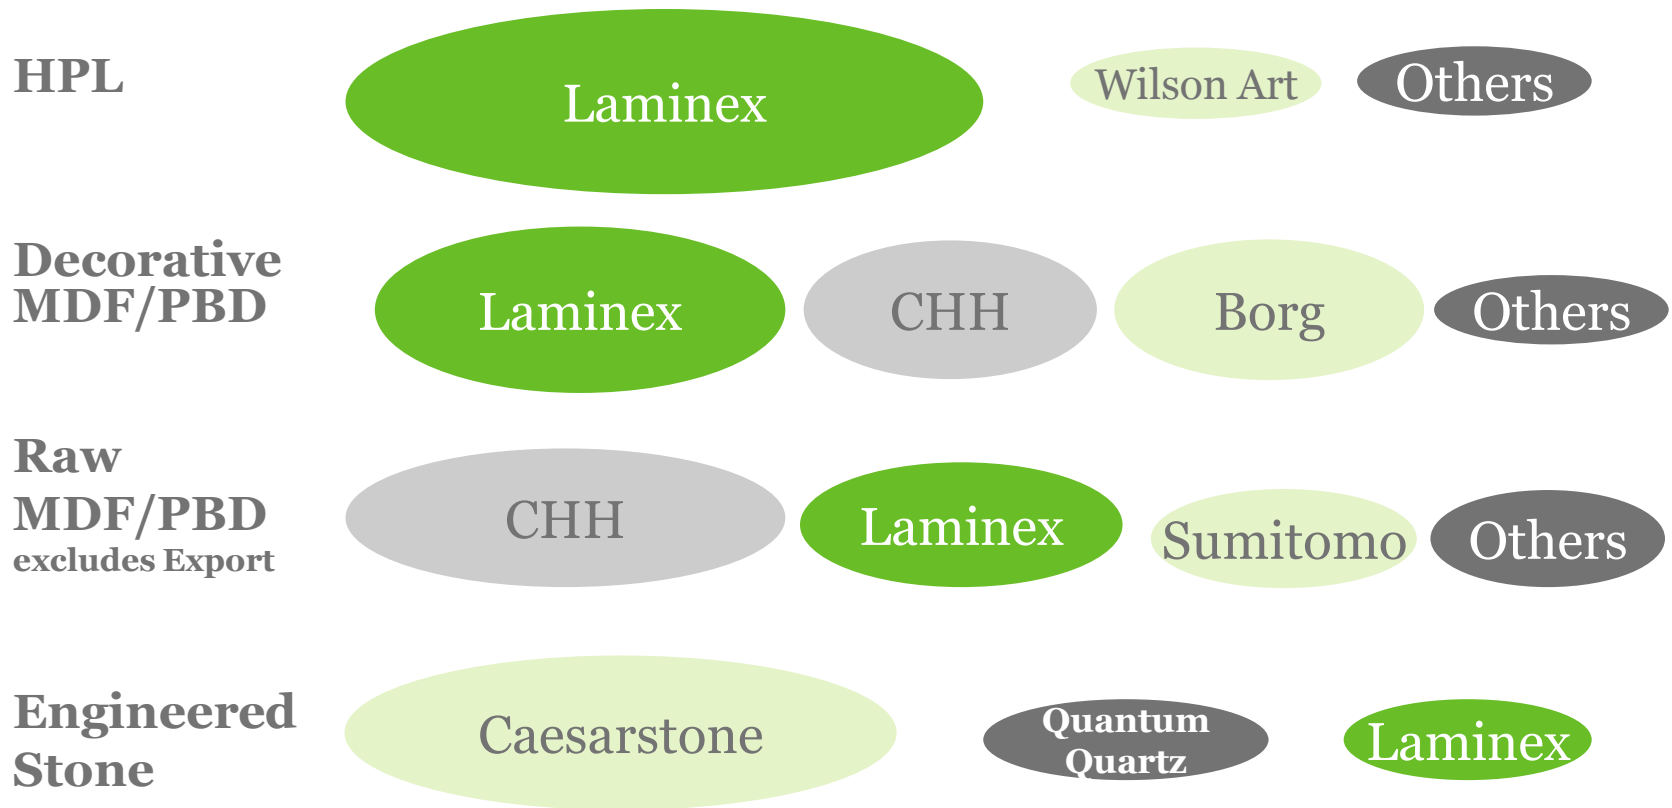 HPL
Laminex
Wilson Art
Others
Decorative
MDF/PBD
Laminex
CHH
Borg
Others
Raw
MDF/PBD
excludes Export
CHH
Laminex
Sumitomo
Others
Engineered
Stone
Caesarstone
Quantum
Quartz
Laminex